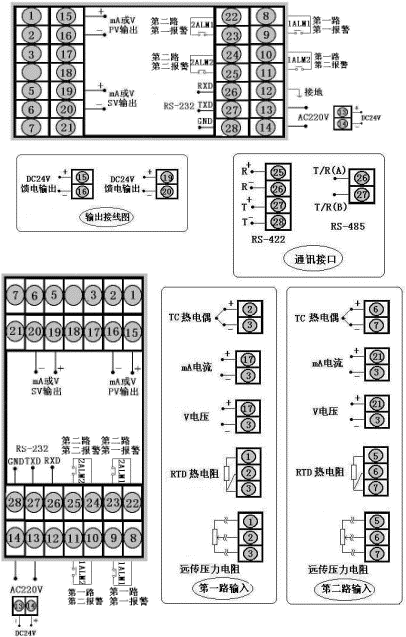 1 15 mA或V PV输出 第二路 第一报警 2ALM1 22 8 1ALM1 第一路 第一报警
2 16 23 9
3 17 第二路 第二报警 2ALM2 24 10 1ALM2 第一路 第二报警
18 25 11
5 19 mA或V SV输出 RXD 26 12 接地
6 20 RS-232 TXD 27 13 AC220V 13 DC24V
7 21 GND 28 14 14
DC24V 馈电输出 15 16
DC24V 馈电输出 19 20
输出接线图
R 25
R 26
T 27
T 28
RS-422
T/R(A) 26
T/R(B) 27
RS-485
通讯接口
7 6 5 3 2 1
21 20 19 18 17 16 15
mA或V SV输出
mA或V PV输出
RS-232
GND TXD RXD
第二路 第二报警 2ALM2
第二路 第一报警 2ALM1
28 27 26 25 24 23 22
14 13 12 11 10 9 8
AC220V
13 14
DC24V
1ALM2 第一路 第二报警
1ALM1 第一路 第一报警
TC 热电偶 2 3
mA电流 17 3
V电压 17 3
RTD 热电阻 1 2 3
1 2 3
远传压力电阻
第一路输入
TC 热电偶 6 7
mA电流 21 3
V电压 21 3
RTD 热电阻 5 6 7
5 6 7
远传压力电阻
第二路输入